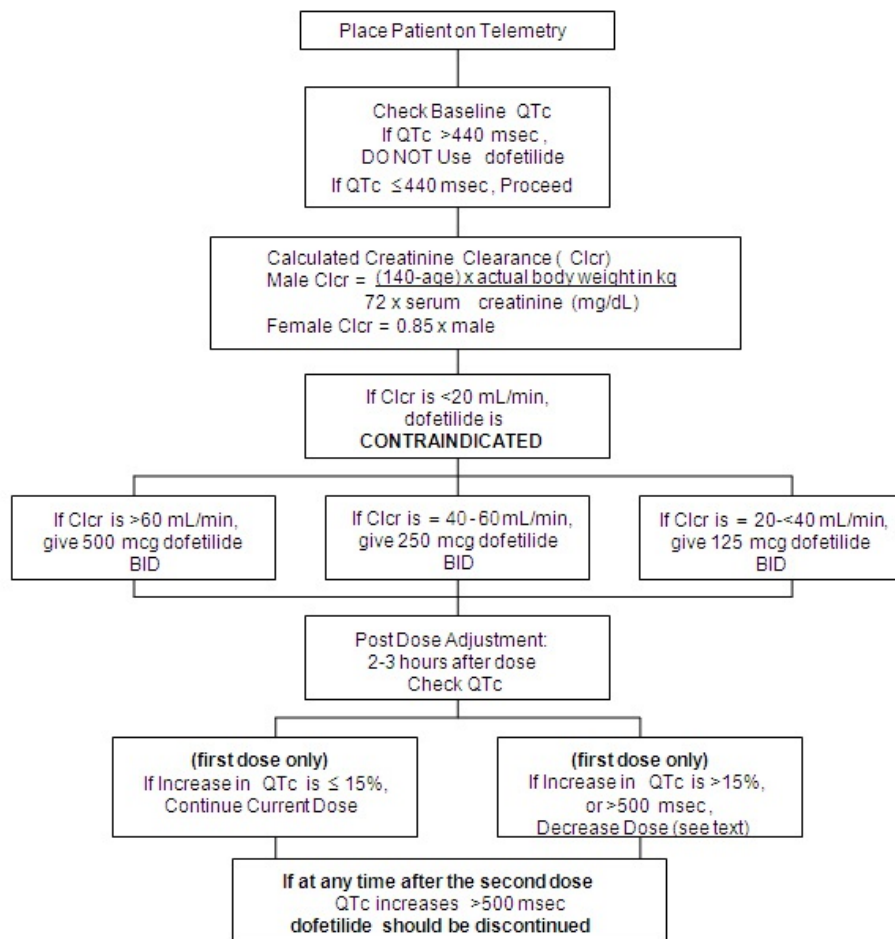 Place Patient on Telemetry
Check Baseline QTc
If QTc >440 msec,
DO NOT Use dofetilide
If QTc ≤440 msec, Proceed
Calculated Creatinine Clearance ( Clcr)
Male Clcr = (140-age) x actual body weight in kg
72 x serum creatinine (mg/dL)
Female Clcr = 0.85 x male
If Clcr is <20 mL/min,
dofetilide is
CONTRAINDICATED
If Clcr is >60 mL/min,
give 500 mcg dofetilide
BID
If Clcr is = 40-60 mL/min,
give 250 mcg dofetilide
BID
If Clcr is = 20-<40 mL/min,
give 125 mcg dofetilide
BID
Post Dose Adjustment:
2-3 hours after dose
Check QTc
(first dose only)
If Increase in QTc is ≤ 15%,
Continue Current Dose
(first dose only)
If Increase in QTc is >15%,
or >500 msec,
Decrease Dose (see text)
If at any time after the second dose
QTc increases >500 msec
dofetilide should be discontinued